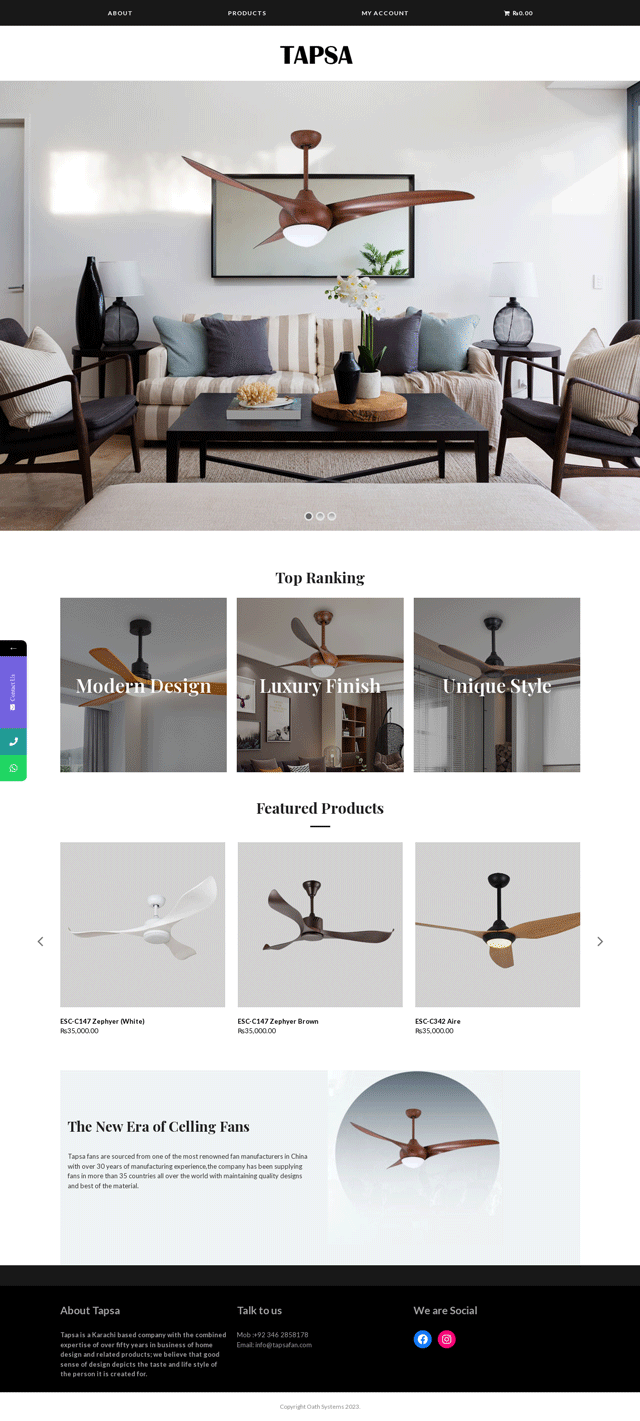 ABOUT
PRODUCTS
MY ACCOUNT
₨0.00
TAPSA
Top Ranking
Modern Design
Luxury Finish
Unique Style
Contact Us
Featured Products
ESC-C147 Zephyer (White)
₨35,000.00
ESC-C147 Zephyer Brown
₨35,000.00
ESC-C342 Aire
₨35,000.00
The New Era of Celling Fans
Tapsa fans are sourced from one of the most renowned fan manufacturers in China
with over 30 years of manufacturing experience,the company has been supplying
fans in more than 35 countries all over the world with maintaining quality designs
and best of the material.
About Tapsa
Tapsa is a Karachi based company with the combined
expertise of over fifty years in business of home
design and related products; we believe that good
sense of design depicts the taste and life style of
the person it is created for.
Talk to us
Mob :+92 346 2858178
Email: info@tapsafan.com
We are Social
Copyright Oath Systems 2023.